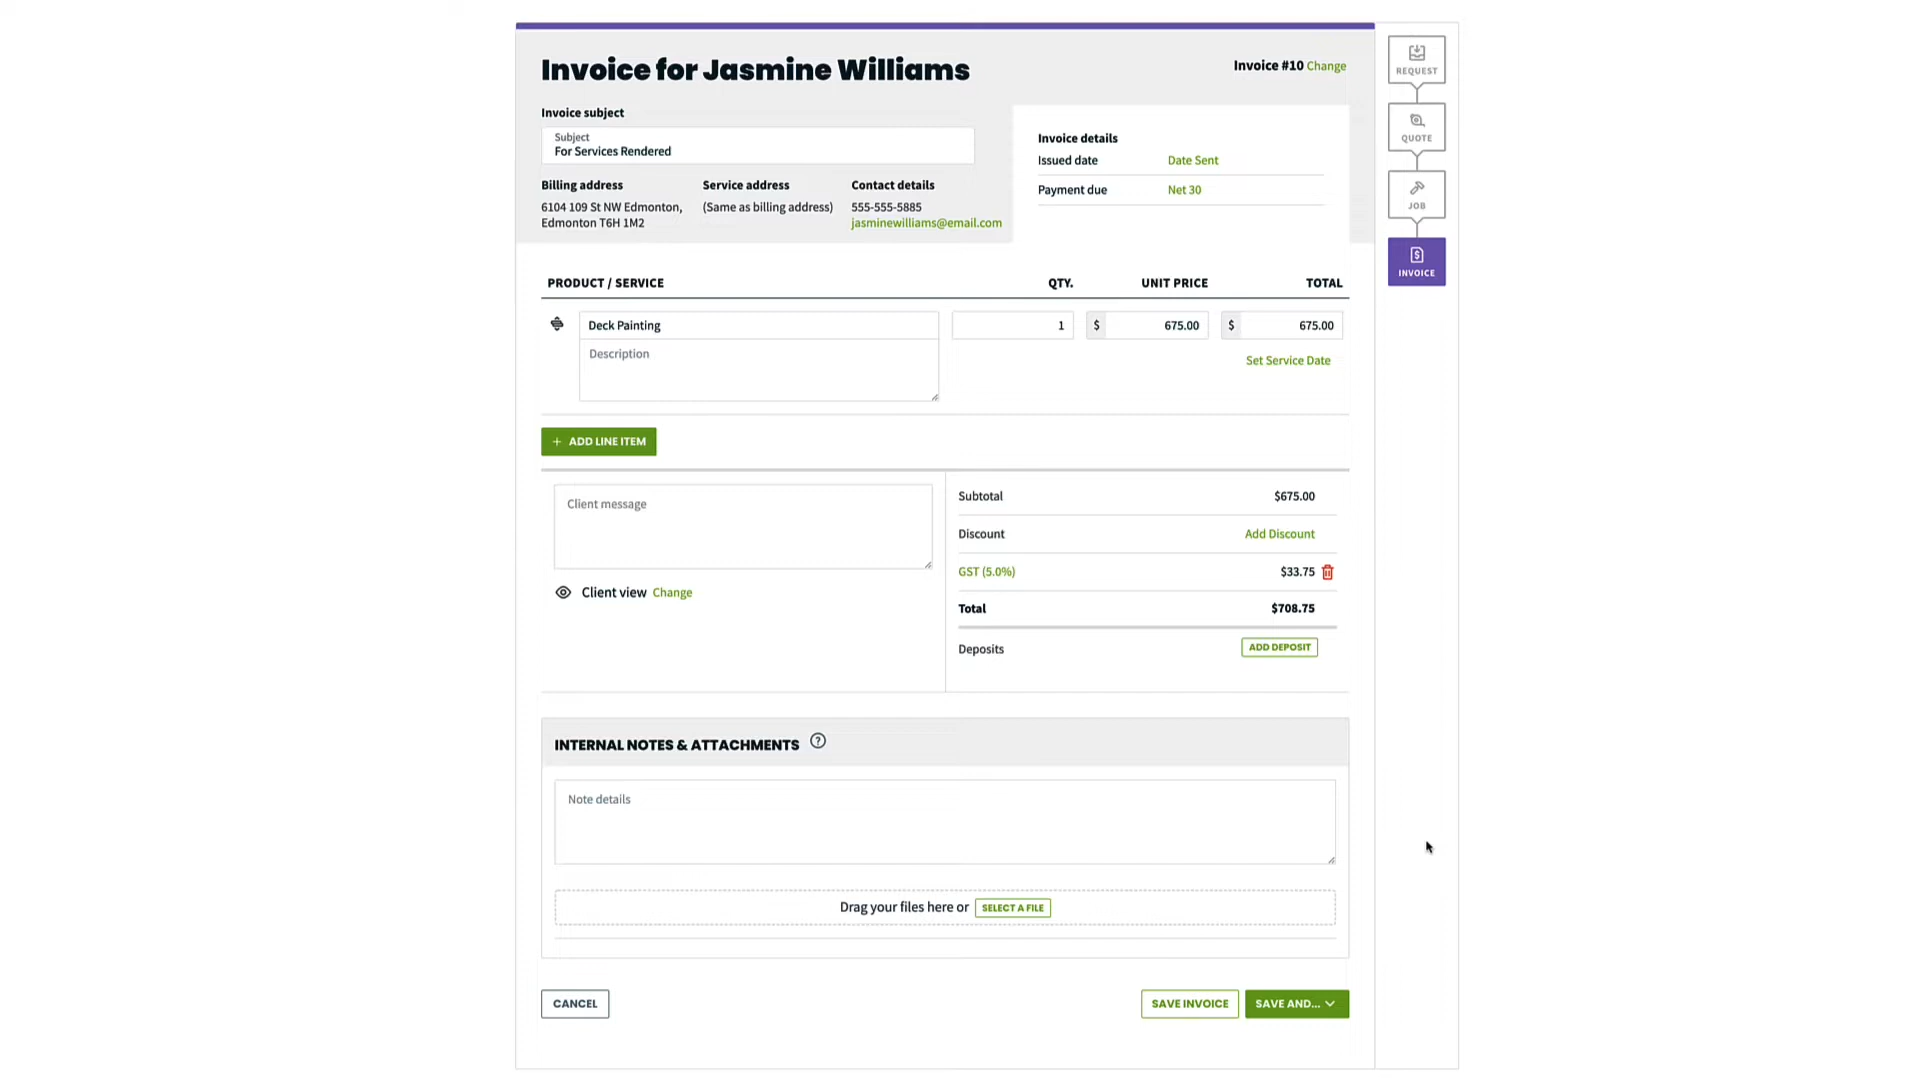 Invoice for Jasmine Williams
Invoice #10 Change
Invoice subject
Subject
For Services Rendered
Billing address
6104 109 St NW Edmonton,
Edmonton T6H 1M2
Service address
(Same as billing address)
Contact details
555-555-5885
jasminewilliams@email.com
Invoice details
Issued date Date Sent
Payment due Net 30
REQUEST
QUOTE
JOB
INVOICE
PRODUCT / SERVICE QTY. UNIT PRICE TOTAL
Deck Painting 1 $ 675.00 $ 675.00
Description
Set Service Date
+ ADD LINE ITEM
Client message
Client view Change
Subtotal $675.00
Discount Add Discount
GST (5.0%) $33.75
Total $708.75
Deposits ADD DEPOSIT
INTERNAL NOTES & ATTACHMENTS ?
Note details
Drag your files here or SELECT A FILE
CANCEL SAVE INVOICE SAVE AND...